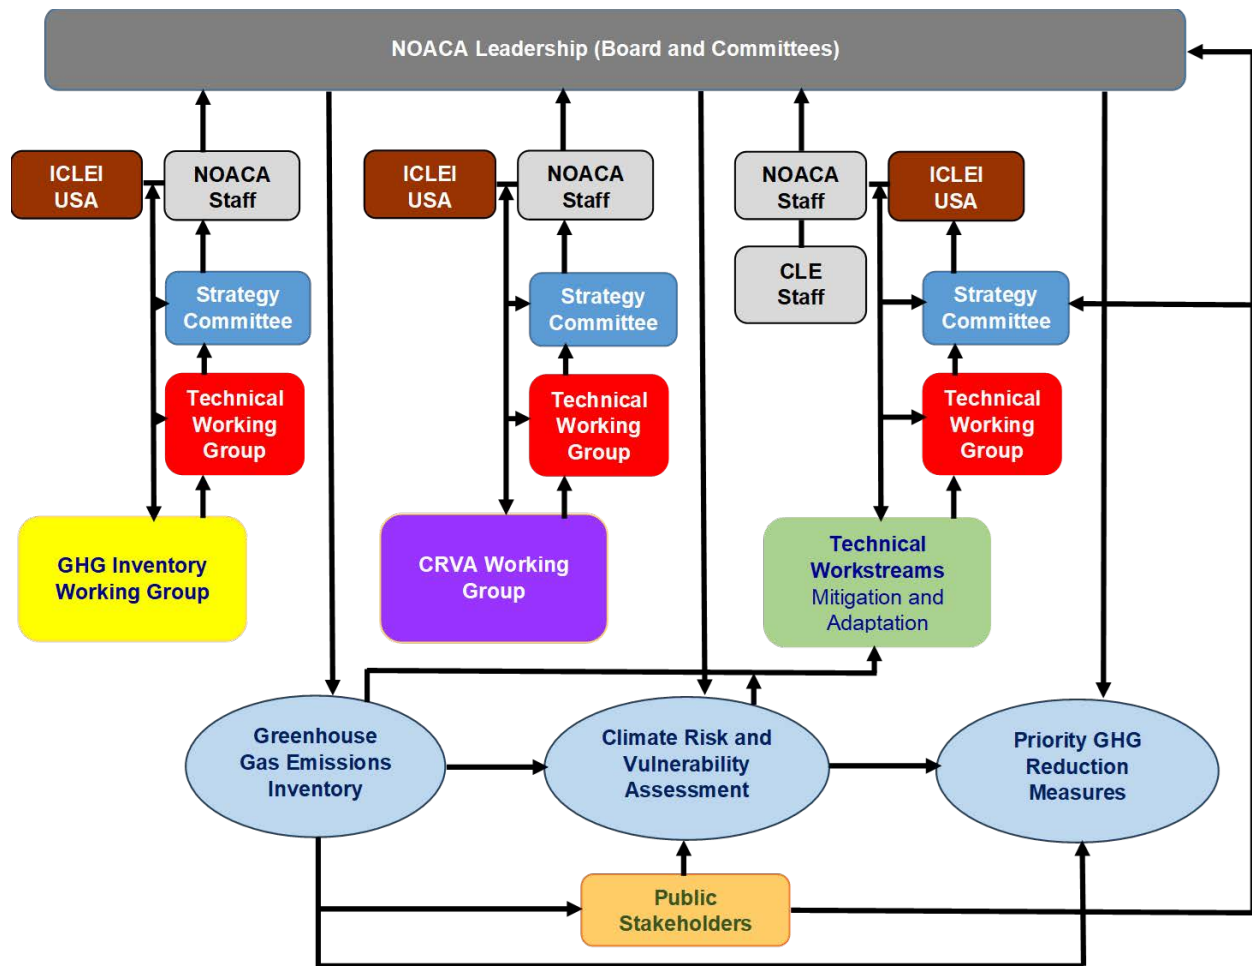 NOACA Leadership (Board and Committees)
ICLEI
USA
NOACA
Staff
ICLEI
USA
NOACA
Staff
NOACA
Staff
ICLEI
USA
CLE
Staff
Strategy
Committee
Strategy
Committee
Strategy
Committee
Technical
Working
Group
Technical
Working
Group
Technical
Working
Group
GHG Inventory
Working Group
CRVA Working
Group
Technical
Workstreams
Mitigation and
Adaptation
Greenhouse
Gas Emissions
Inventory
Climate Risk and
Vulnerability
Assessment
Priority GHG
Reduction
Measures
Public
Stakeholders